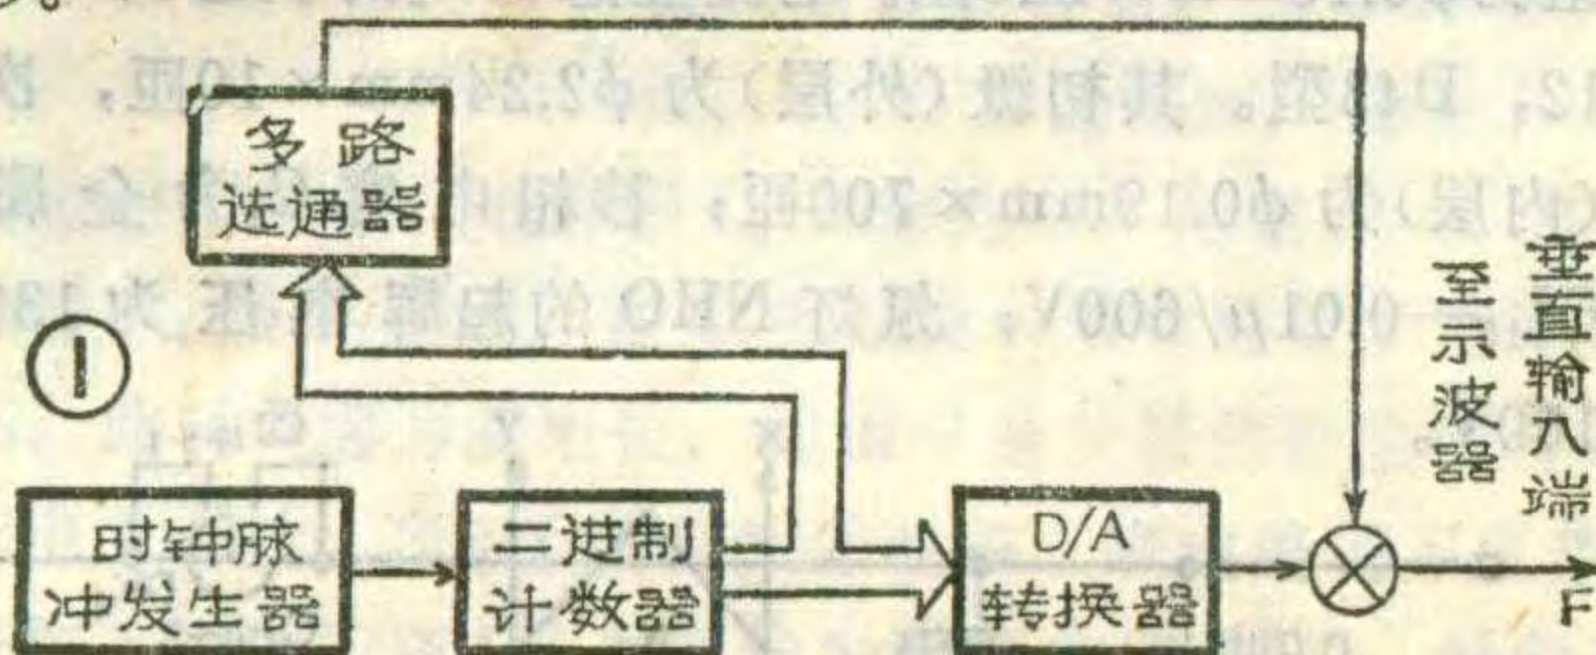 多路
选通器
①
时钟脉
冲发生器
二进制
计数器
D/A
转换器
至示波器
垂直输入端
F